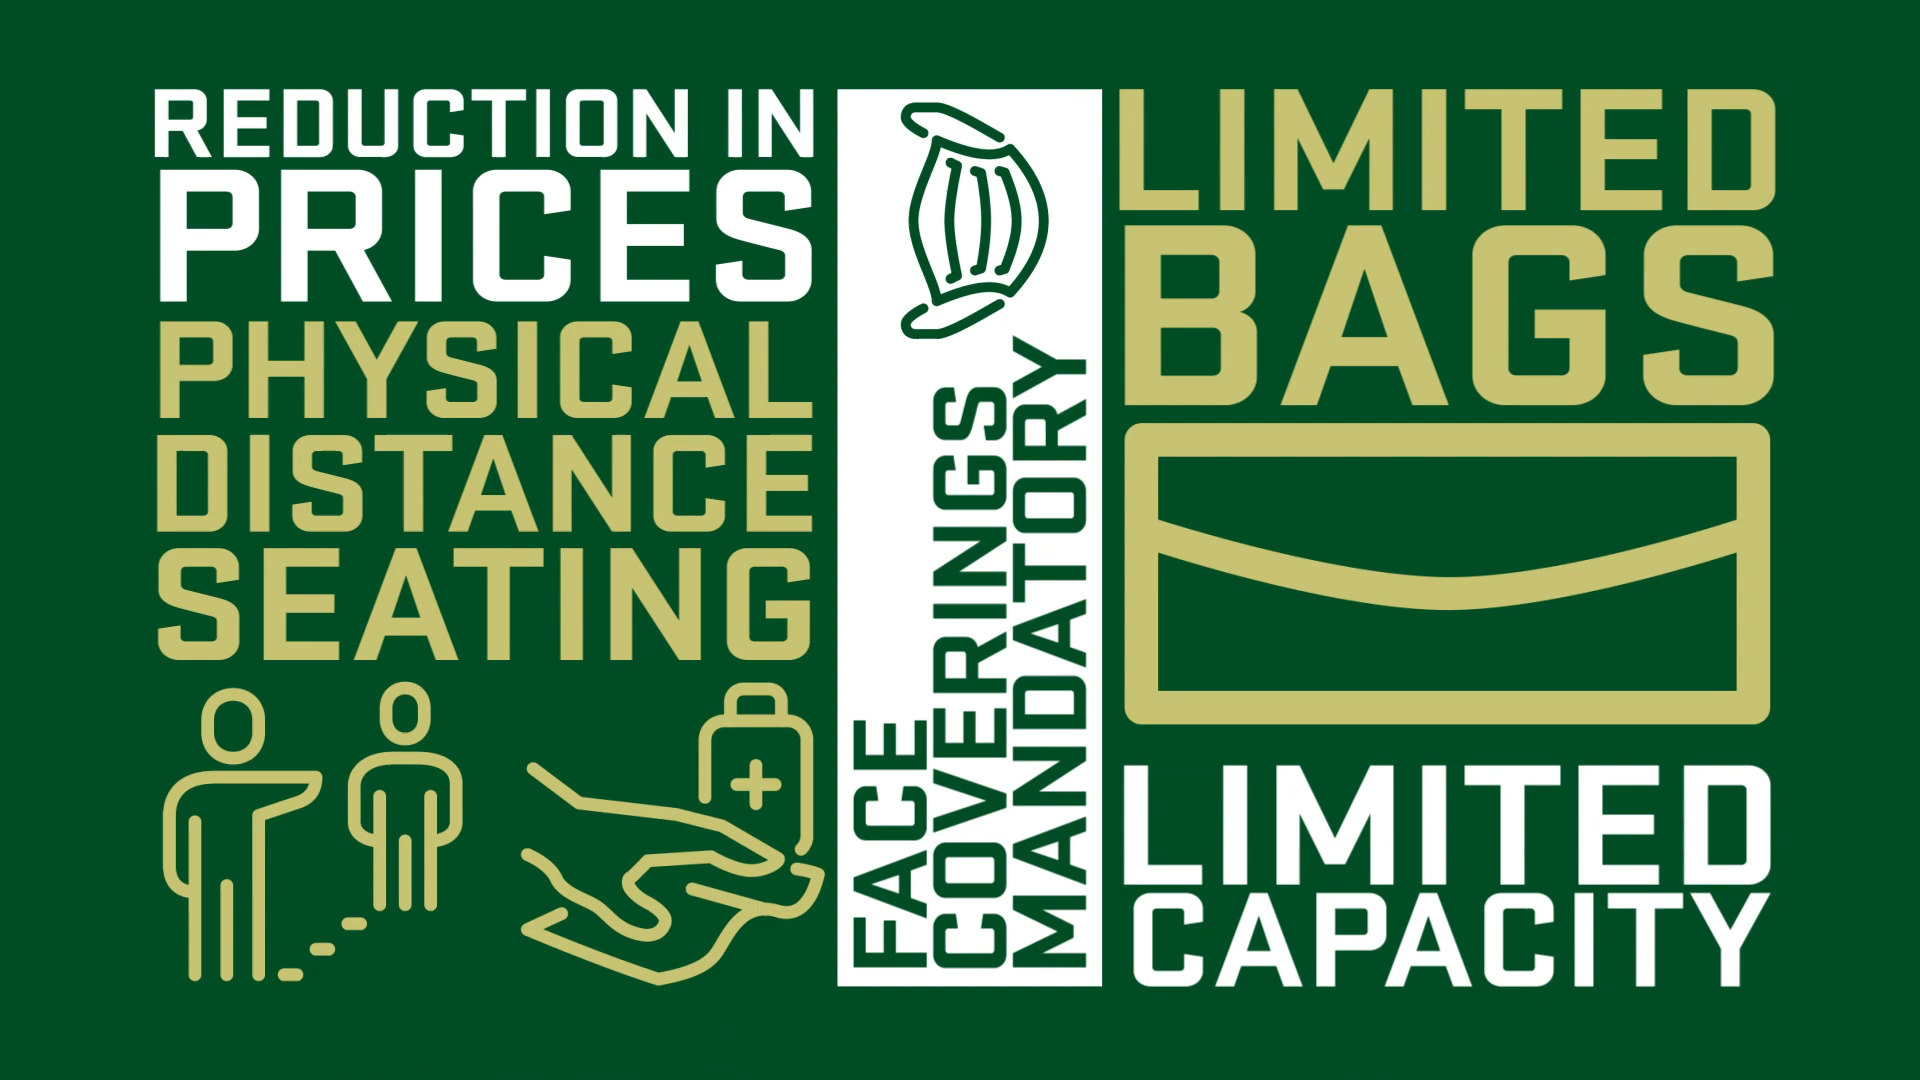 REDUCTION IN
PRICES
PHYSICAL
DISTANCE
SEATING
FACE
COVERINGS
MANDATORY
LIMITED
BAGS
LIMITED
CAPACITY